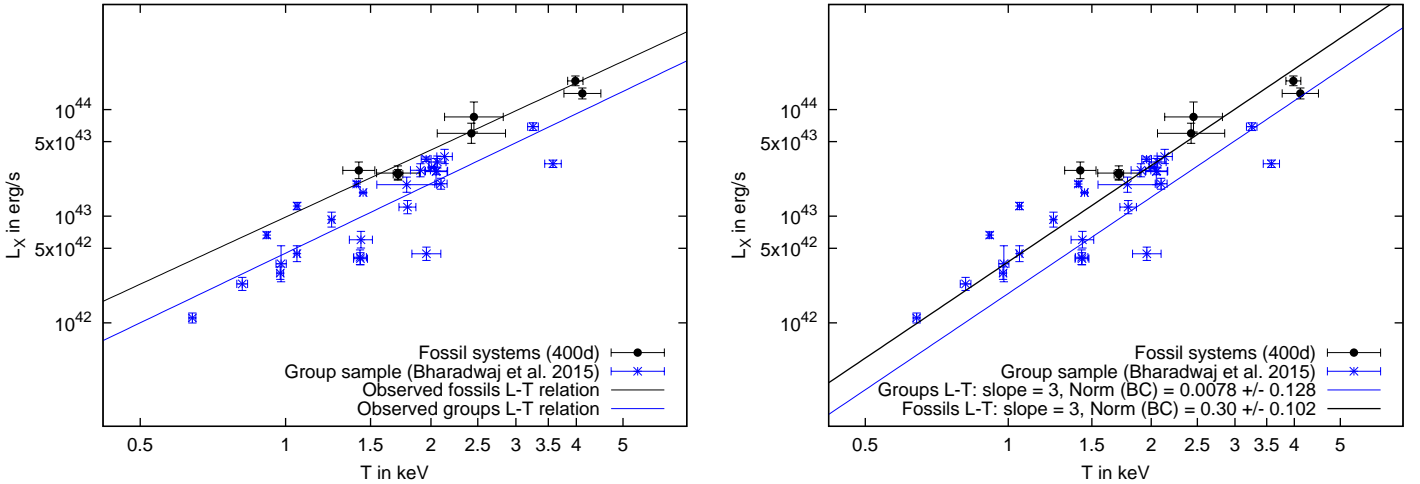 10^44
5x10^43
10^43
5x10^42
10^42
L_X in erg/s
Fossil systems (400d)
Group sample (Bharadwaj et al. 2015)
Observed fossils L-T relation
Observed groups L-T relation
0.5 1 1.5 2 2.5 3 3.5 4 5
T in keV
10^44
5x10^43
10^43
5x10^42
10^42
L_X in erg/s
Fossil systems (400d)
Group sample (Bharadwaj et al. 2015)
Groups L-T: slope = 3, Norm (BC) = 0.0078 +/- 0.128
Fossils L-T: slope = 3, Norm (BC) = 0.30 +/- 0.102
0.5 1 1.5 2 2.5 3 3.5 4 5
T in keV